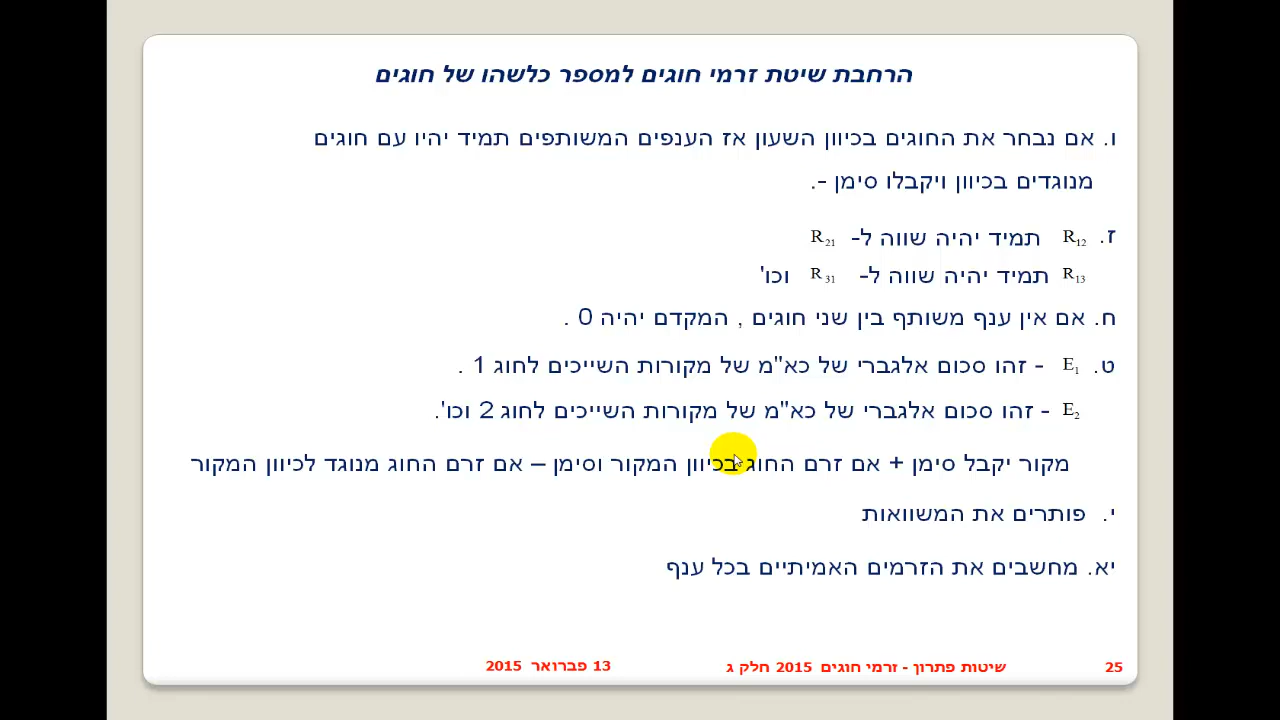 הרחבת שיטת זרמי חוגים למספר כלשהו של חוגים
ו. אם נבחר את החוגים בכיוון השעון אז הענפים המשותפים תמיד יהיו עם חוגים
מנוגדים בכיוון ויקבלו סימן -.
ז. R12 תמיד יהיה שווה ל- R21
R13 תמיד יהיה שווה ל- R31 וכו'
ח. אם אין ענף משותף בין שני חוגים , המקדם יהיה 0 .
ט. E1 - זהו סכום אלגברי של כא"מ של מקורות השייכים לחוג 1 .
E2 - זהו סכום אלגברי של כא"מ של מקורות השייכים לחוג 2 וכו'.
מקור יקבל סימן + אם זרם החוג בכיוון המקור וסימן – אם זרם החוג מנוגד לכיוון המקור
י. פותרים את המשוואות
יא. מחשבים את הזרמים האמיתיים בכל ענף
25 שיטות פתרון - זרמי חוגים 2015 חלק ג 13 פברואר 2015